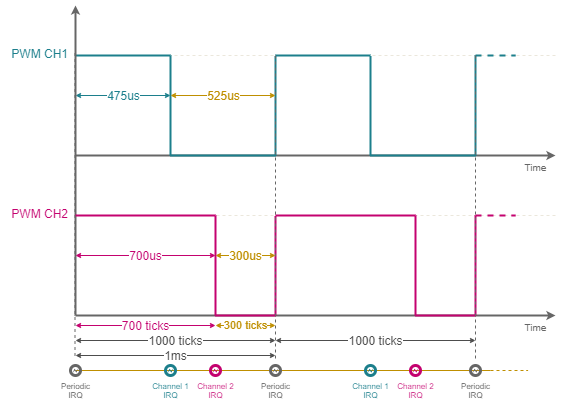 PWM CH1
475us
525us
Time
PWM CH2
700us
300us
Time
700 ticks
300 ticks
1000 ticks
1000 ticks
1ms
Periodic
IRQ
Channel 1
IRQ
Channel 2
IRQ
Periodic
IRQ
Channel 1
IRQ
Channel 2
IRQ
Periodic
IRQ